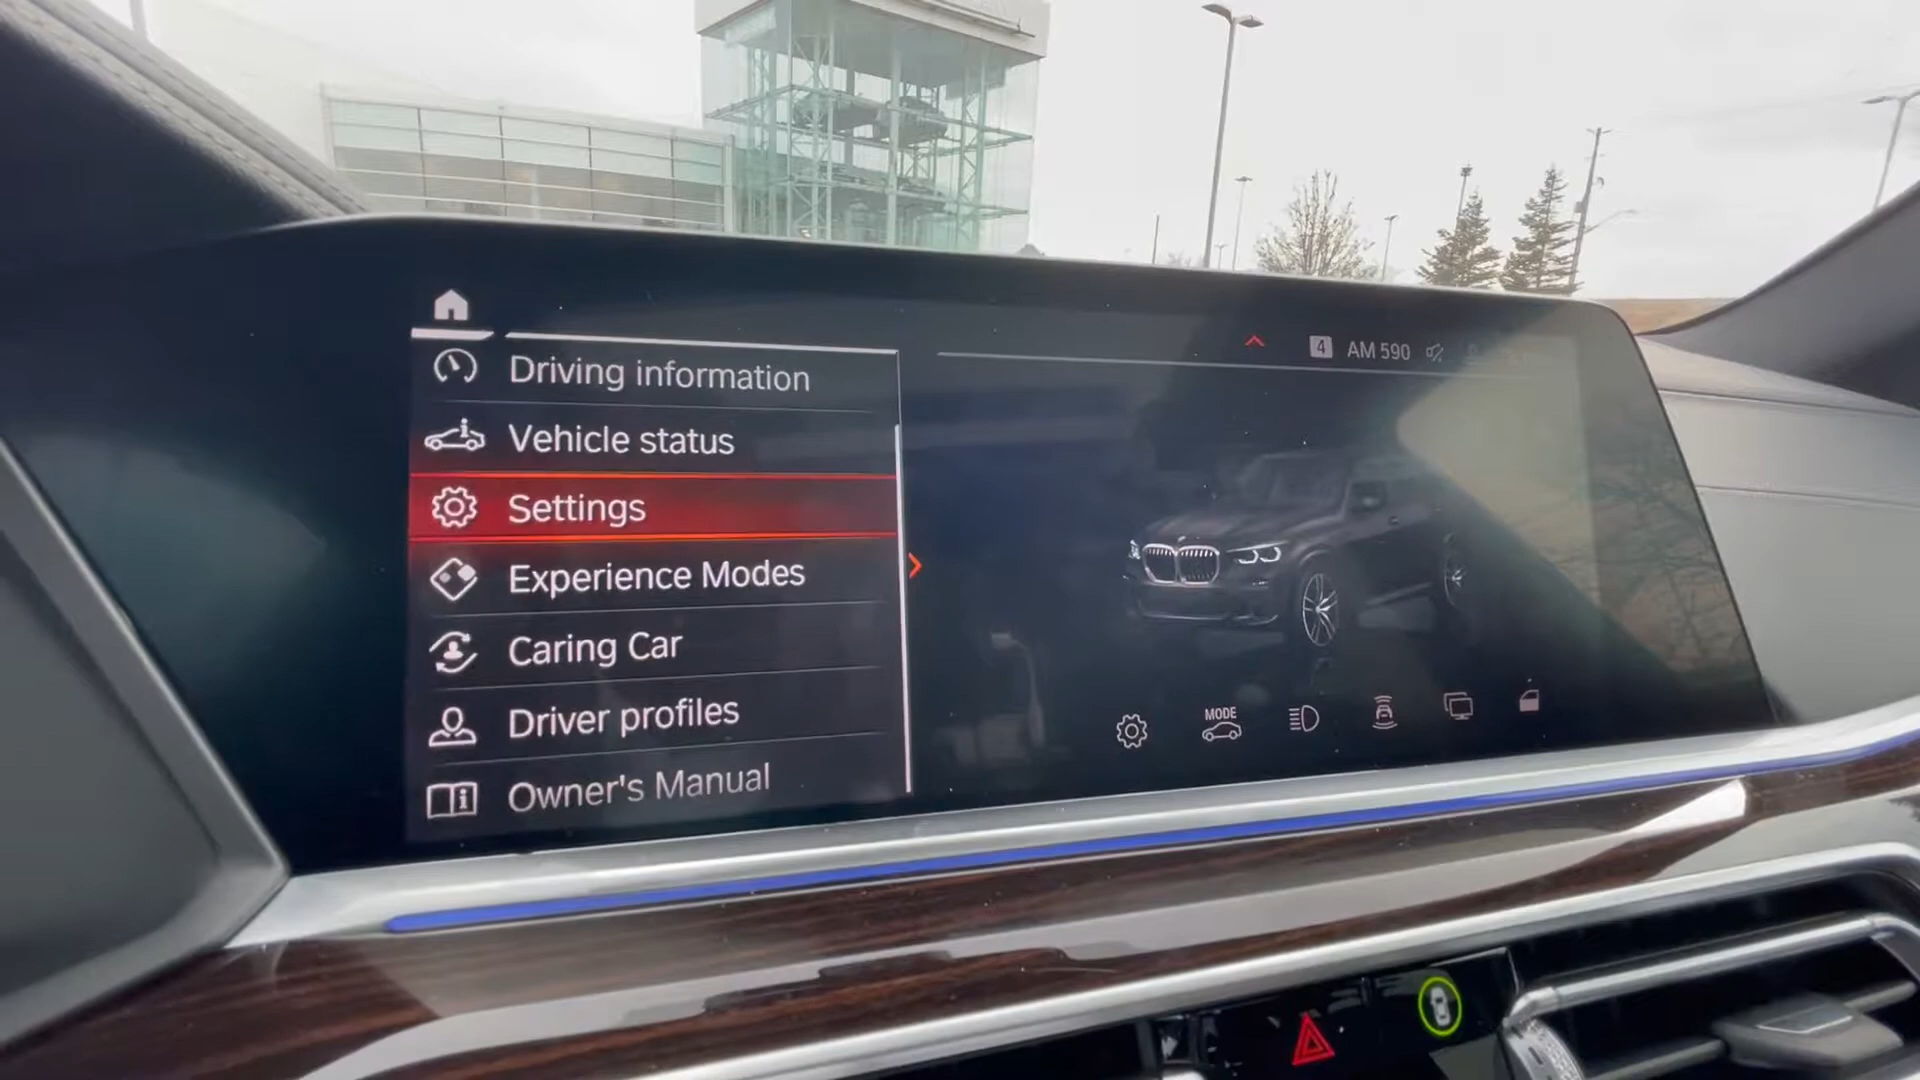 4 AM 590
Driving information
Vehicle status
Settings
Experience Modes
Caring Car
Driver profiles
Owner's Manual
MODE